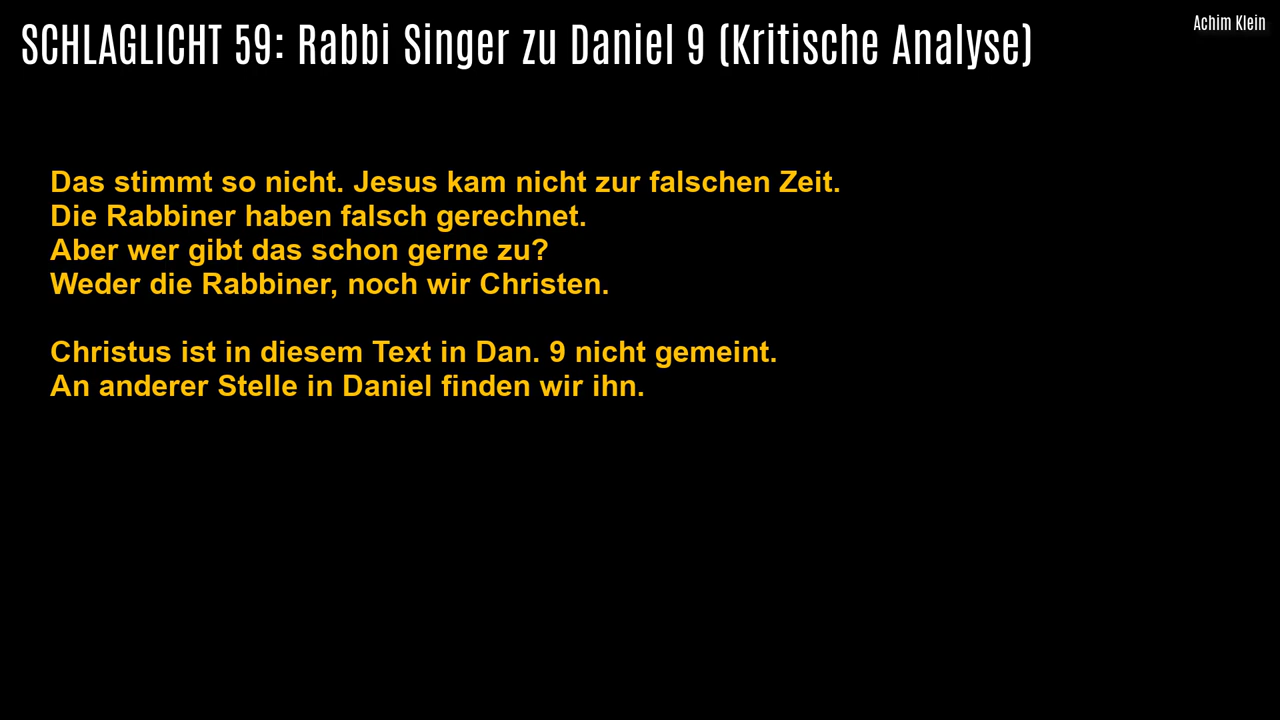 SCHLAGLICHT 59: Rabbi Singer zu Daniel 9 (Kritische Analyse)
Achim Klein
Das stimmt so nicht. Jesus kam nicht zur falschen Zeit.
Die Rabbiner haben falsch gerechnet.
Aber wer gibt das schon gerne zu?
Weder die Rabbiner, noch wir Christen.
Christus ist in diesem Text in Dan. 9 nicht gemeint.
An anderer Stelle in Daniel finden wir ihn.